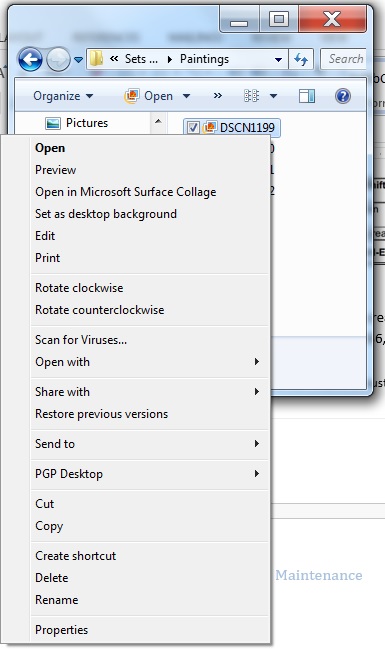 Sets ... Paintings
Search
Organize
Open
Pictures
DSCN1199
Open
Preview
Open in Microsoft Surface Collage
Set as desktop background
Edit
Print
Rotate clockwise
Rotate counterclockwise
Scan for Viruses...
Open with
Share with
Restore previous versions
Send to
PGP Desktop
Cut
Copy
Create shortcut
Delete
Rename
Properties
Maintenance